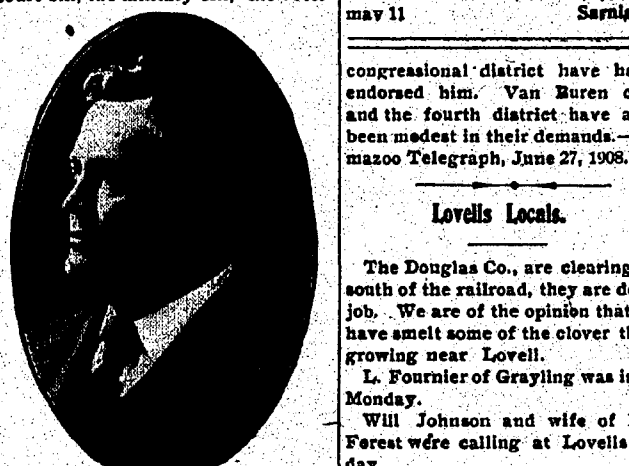 may 11 Sarnia
congressional district have
endorsed him. Van Buren
and the fourth district have
been modest in their demands.—
mazoo Telegraph, June 27, 1908.
Lovells Locals.
The Douglas Co., are clearing
south of the railroad, they are
job. We are of the opinion that
have smelt some of the clover
growing near Lovell.
L. Fournier of Grayling was
Monday.
Will Johnson and wife of
Forest were calling at Lovells
day